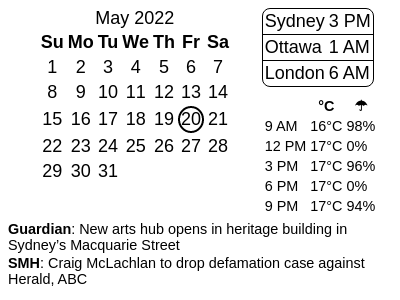 May 2022
Su Mo Tu We Th Fr Sa
1 2 3 4 5 6 7
8 9 10 11 12 13 14
15 16 17 18 19 20 21
22 23 24 25 26 27 28
29 30 31
Sydney 3 PM
Ottawa 1 AM
London 6 AM
°C ☂
9 AM 16°C 98%
12 PM 17°C 0%
3 PM 17°C 96%
6 PM 17°C 0%
9 PM 17°C 94%
Guardian: New arts hub opens in heritage building in
Sydney’s Macquarie Street
SMH: Craig McLachlan to drop defamation case against
Herald, ABC